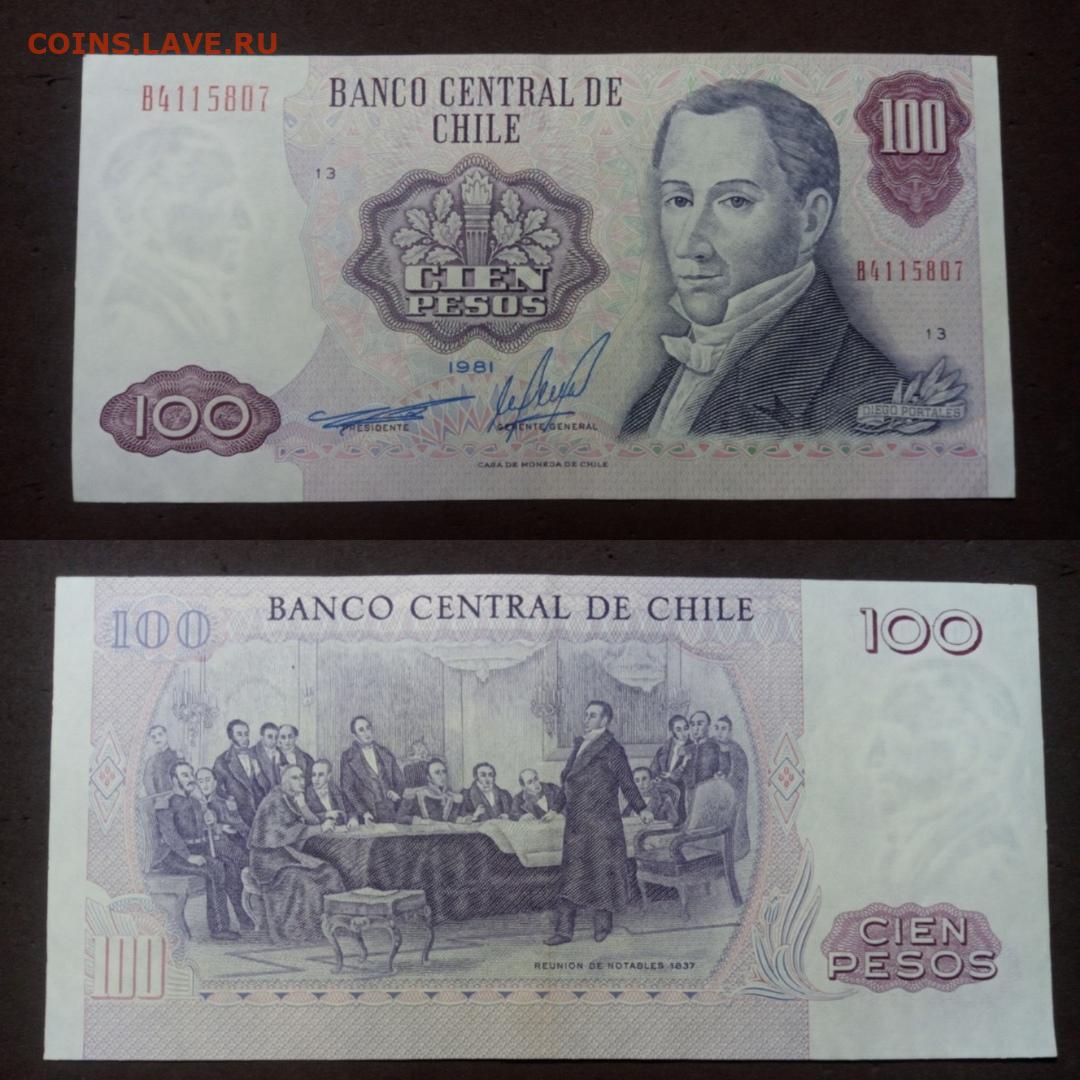 COINS.LAVE.RU
B4115807
BANCO CENTRAL DE
CHILE
100
13
CIEN
PESOS
B4115807
13
1981
100
DIEGO PORTALES
PRESIDENTE
GERENTE GENERAL
CASA DE MONEDA DE CHILE
100
BANCO CENTRAL DE CHILE
100
CIEN
PESOS
100
REUNION DE NOTABLES 1837